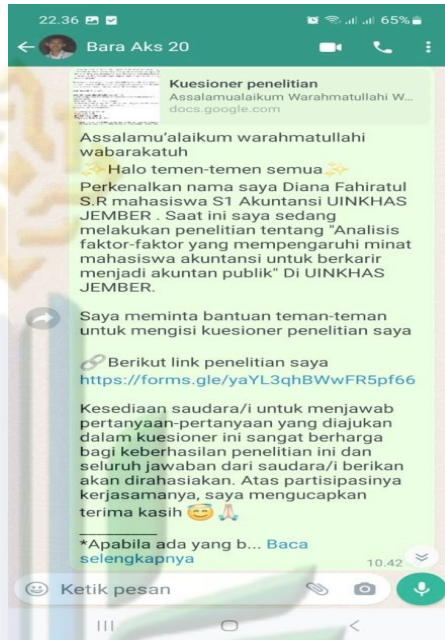 22.36
65%
Bara Aks 20
Kuesioner penelitian
Assalamualaikum Warahmatullahi W...
docs.google.com
Assalamu'alaikum warahmatullahi
wabarakatuh
✨Halo temen-temen semua✨
Perkenalkan nama saya Diana Fahiratul
S.R mahasiswa S1 Akuntansi UINKHAS
JEMBER . Saat ini saya sedang
melakukan penelitian tentang "Analisis
faktor-faktor yang mempengaruhi minat
mahasiswa akuntansi untuk berkarir
menjadi akuntan publik" Di UINKHAS
JEMBER.
Saya meminta bantuan teman-teman
untuk mengisi kuesioner penelitian saya
🔗Berikut link penelitian saya
https://forms.gle/yaYL3qhBWwFR5pf66
Kesediaan saudara/i untuk menjawab
pertanyaan-pertanyaan yang diajukan
dalam kuesioner ini sangat berharga
bagi keberhasilan penelitian ini dan
seluruh jawaban dari saudara/i berikan
akan dirahasiakan. Atas partisipasinya
kerjasamanya, saya mengucapkan
terima kasih 😇🙏🏻
__________
*Apabila ada yang b... Baca
selengkapnya
10.42
Ketik pesan